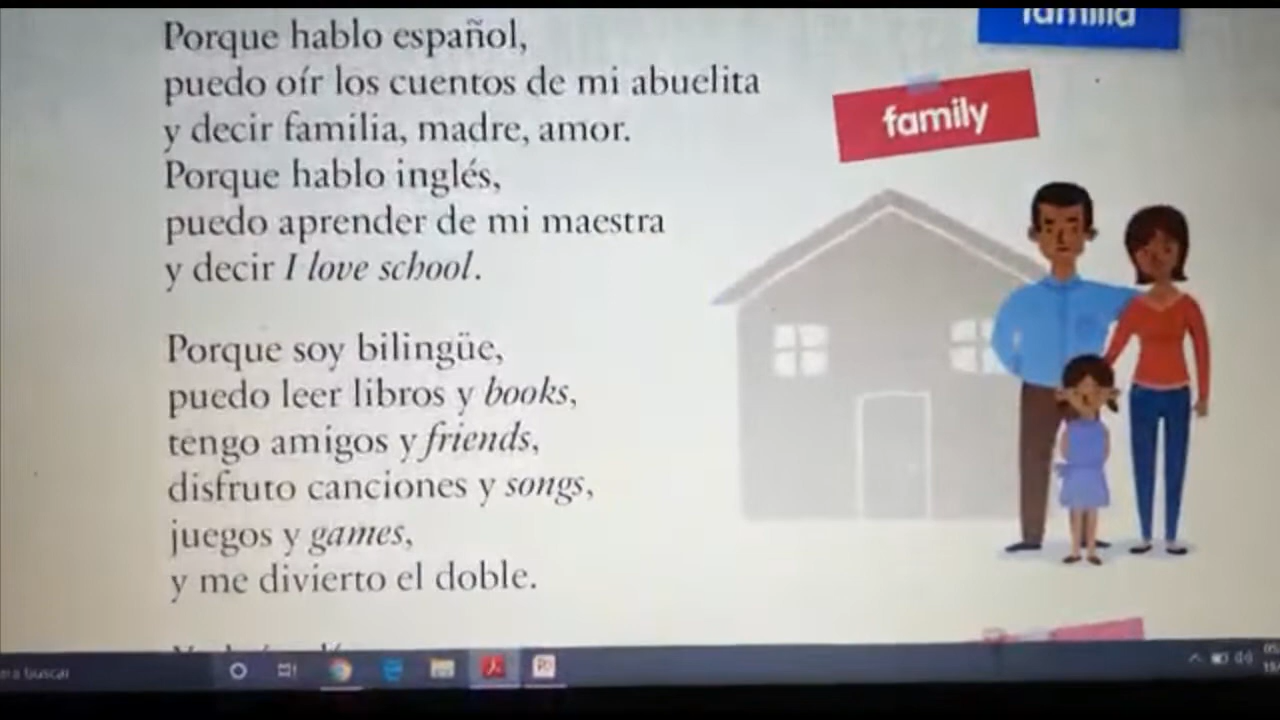 Porque hablo español,
puedo oír los cuentos de mi abuelita
y decir familia, madre, amor.
Porque hablo inglés,
puedo aprender de mi maestra
y decir I love school.
Porque soy bilingüe,
puedo leer libros y books,
tengo amigos y friends,
disfruto canciones y songs,
juegos y games,
y me divierto el doble.
familia
family
buscar